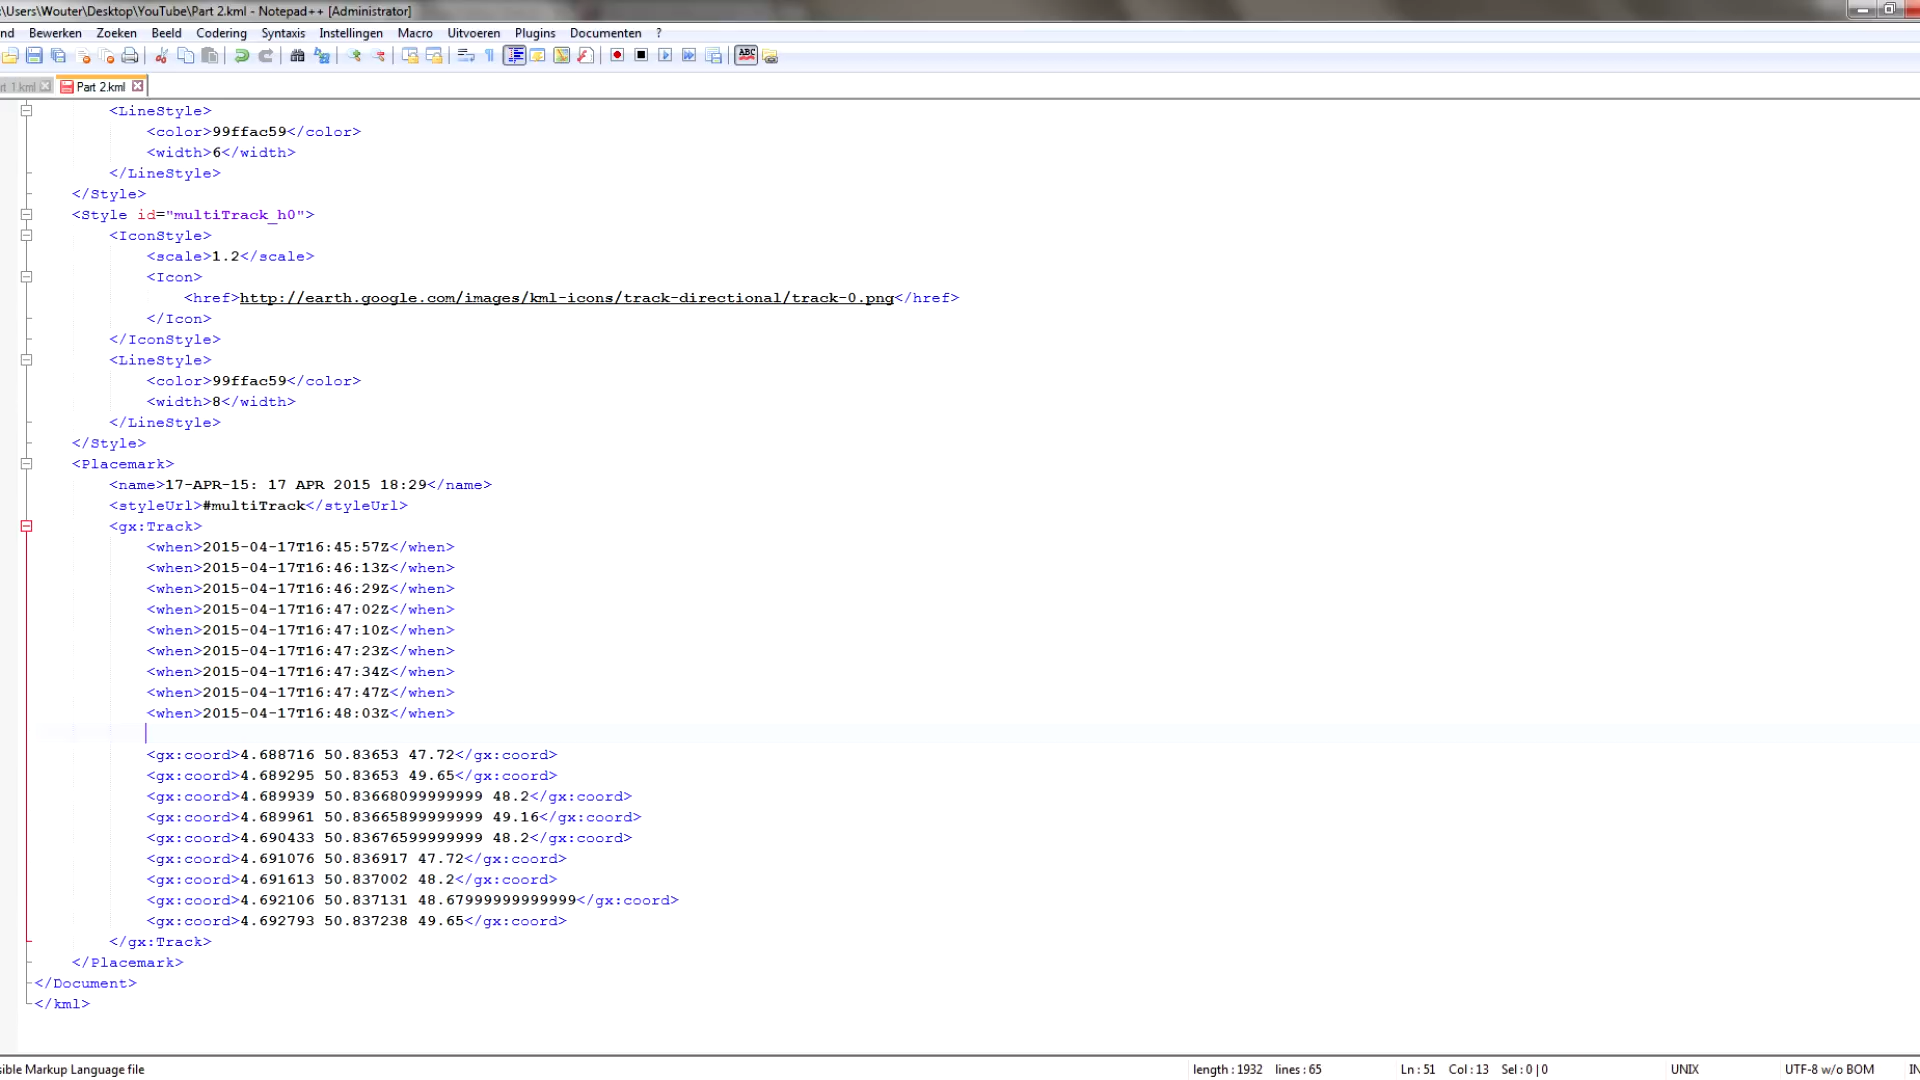 :\Users\Wouter\Desktop\YouTube\Part 2.kml - Notepad++ [Administrator]
nd Bewerken Zoeken Beeld Codering Syntaxis Instellingen Macro Uitvoeren Plugins Documenten ?
ABC
rt 1.kml Part 2.kml
<LineStyle>
<color>99ffac59</color>
<width>6</width>
</LineStyle>
</Style>
<Style id="multiTrack_h0">
<IconStyle>
<scale>1.2</scale>
<Icon>
<href>http://earth.google.com/images/kml-icons/track-directional/track-0.png</href>
</Icon>
</IconStyle>
<LineStyle>
<color>99ffac59</color>
<width>8</width>
</LineStyle>
</Style>
<Placemark>
<name>17-APR-15: 17 APR 2015 18:29</name>
<styleUrl>#multiTrack</styleUrl>
<gx:Track>
<when>2015-04-17T16:45:57Z</when>
<when>2015-04-17T16:46:13Z</when>
<when>2015-04-17T16:46:29Z</when>
<when>2015-04-17T16:47:02Z</when>
<when>2015-04-17T16:47:10Z</when>
<when>2015-04-17T16:47:23Z</when>
<when>2015-04-17T16:47:34Z</when>
<when>2015-04-17T16:47:47Z</when>
<when>2015-04-17T16:48:03Z</when>
<gx:coord>4.688716 50.83653 47.72</gx:coord>
<gx:coord>4.689295 50.83653 49.65</gx:coord>
<gx:coord>4.689939 50.83668099999999 48.2</gx:coord>
<gx:coord>4.689961 50.83665899999999 49.16</gx:coord>
<gx:coord>4.690433 50.83676599999999 48.2</gx:coord>
<gx:coord>4.691076 50.836917 47.72</gx:coord>
<gx:coord>4.691613 50.837002 48.2</gx:coord>
<gx:coord>4.692106 50.837131 48.67999999999999</gx:coord>
<gx:coord>4.692793 50.837238 49.65</gx:coord>
</gx:Track>
</Placemark>
</Document>
</kml>
sible Markup Language file length : 1932 lines : 65 Ln : 51 Col : 13 Sel : 0 | 0 UNIX UTF-8 w/o BOM IN